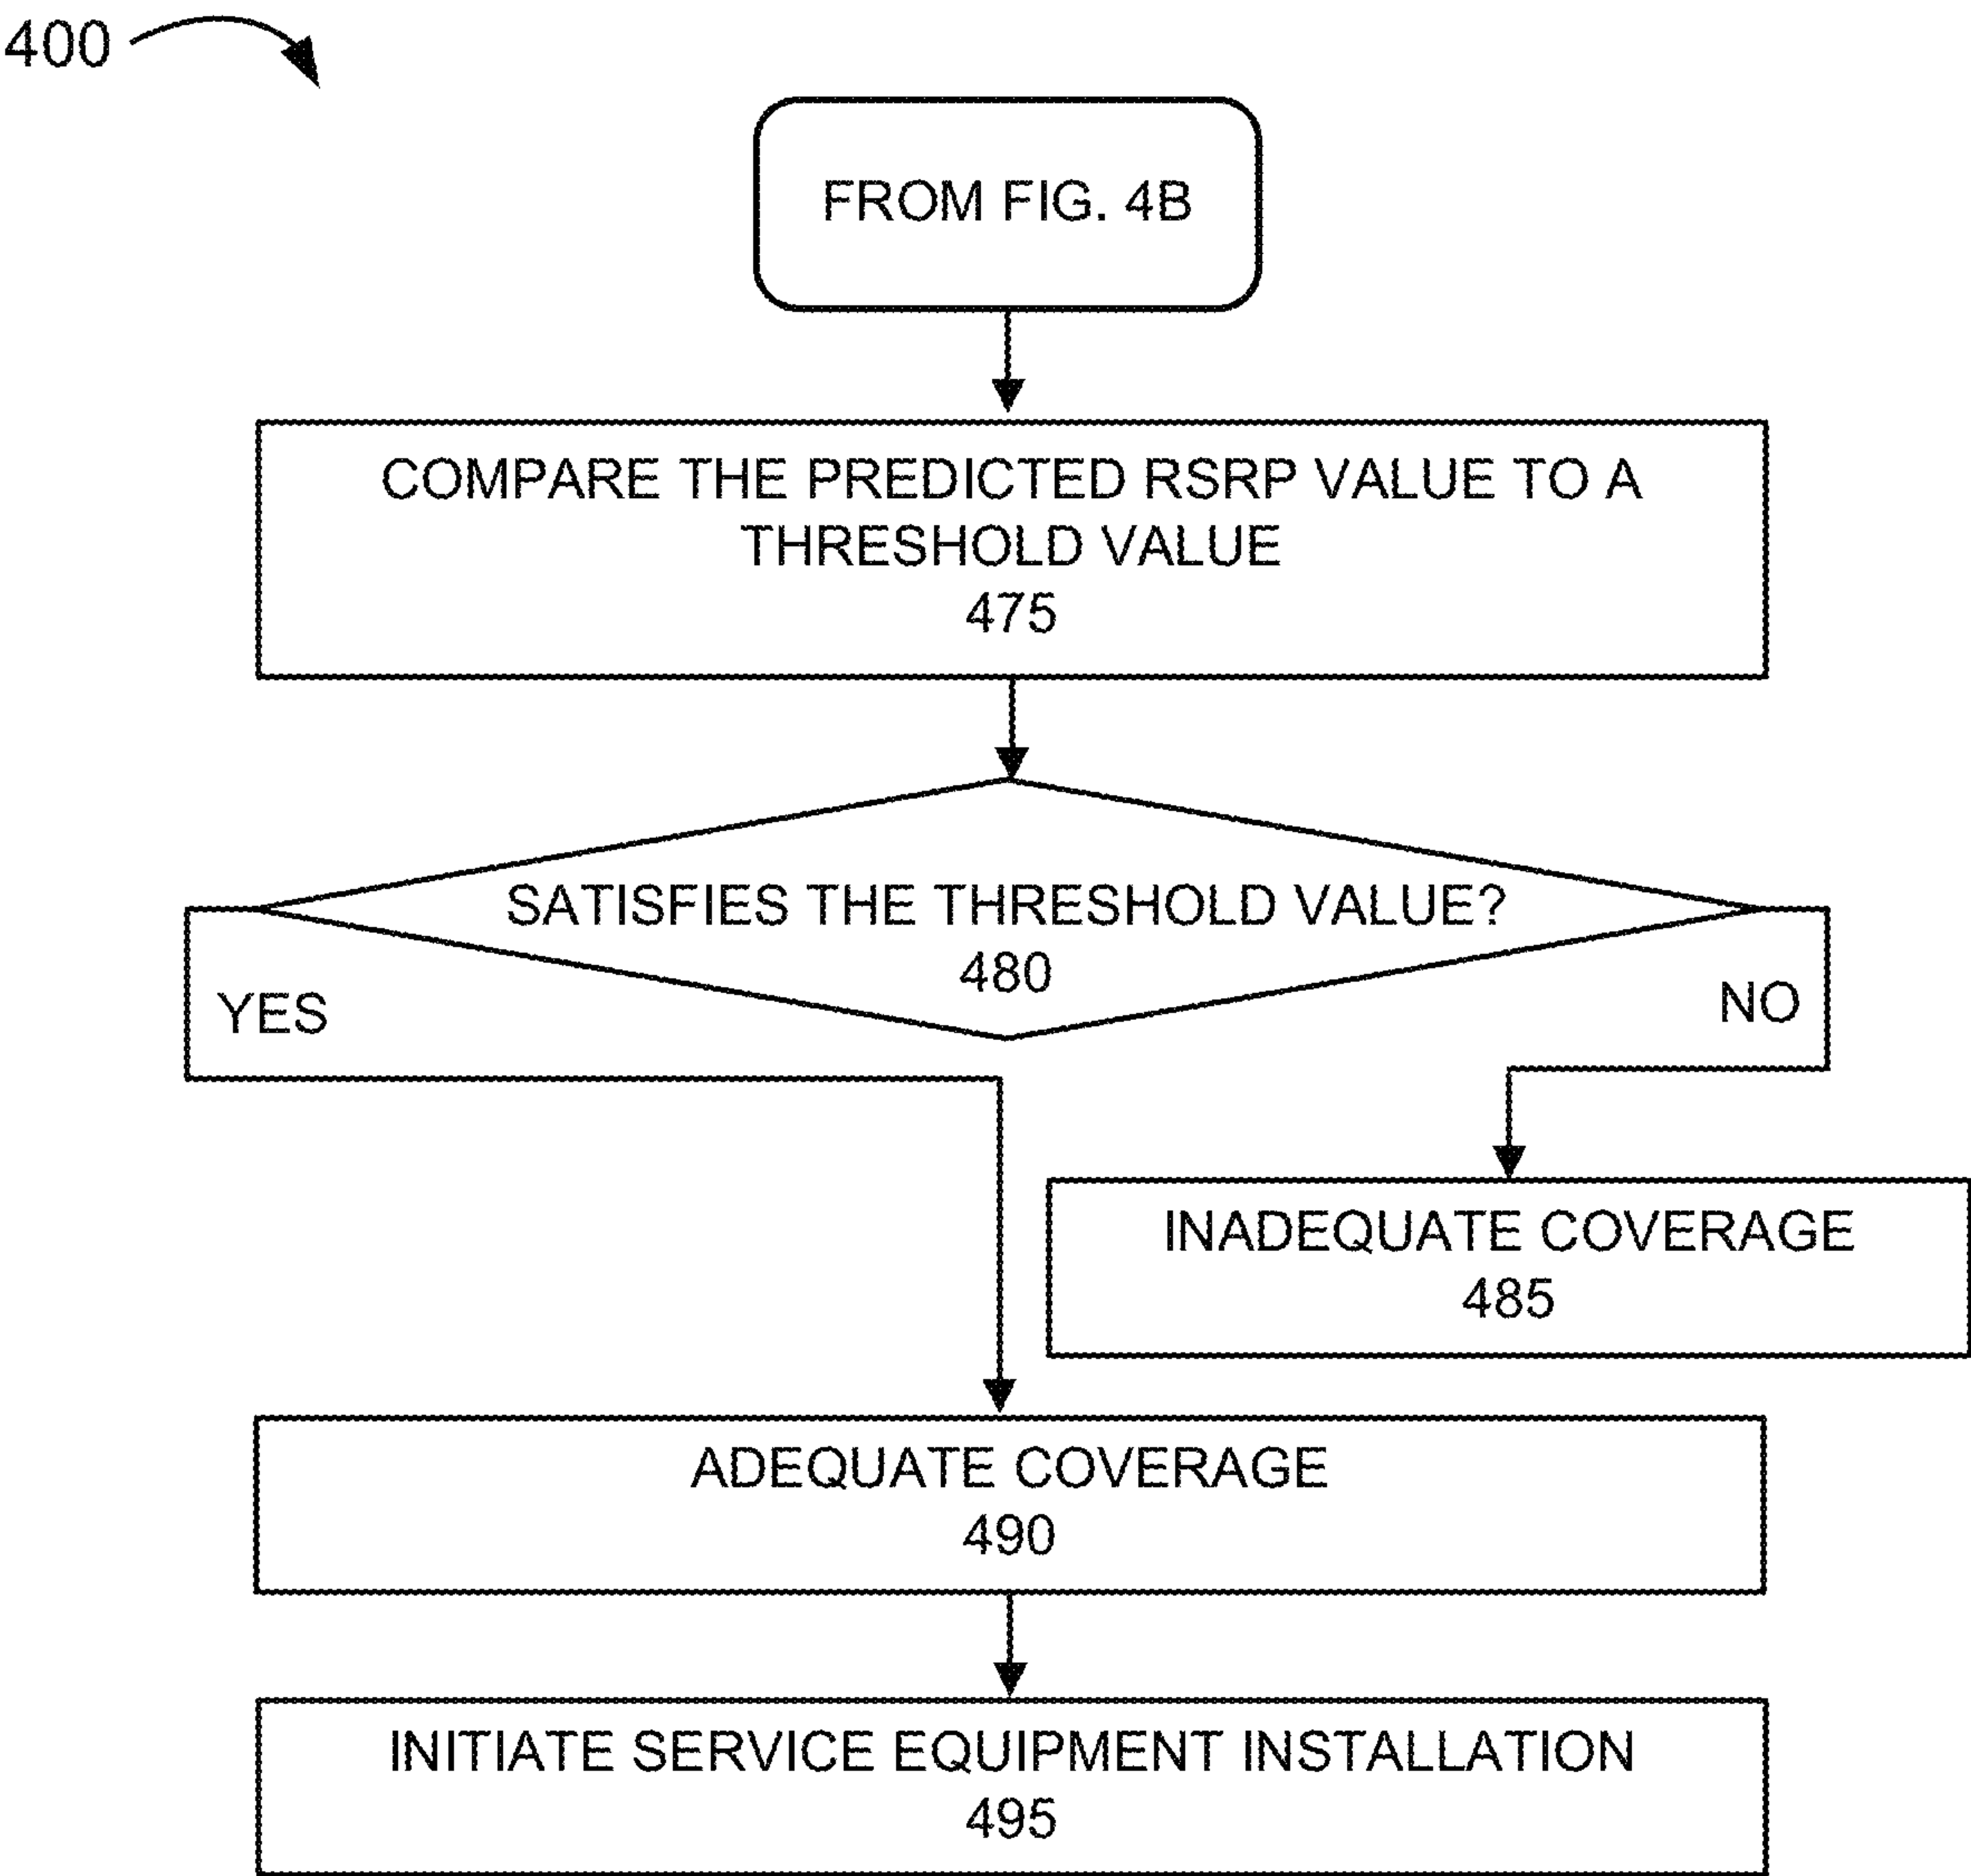 400
FROM FIG. 4B
COMPARE THE PREDICTED RSRP VALUE TO A
THRESHOLD VALUE
475
SATISFIES THE THRESHOLD VALUE?
480
YES
NO
INADEQUATE COVERAGE
485
ADEQUATE COVERAGE
490
INITIATE SERVICE EQUIPMENT INSTALLATION
495